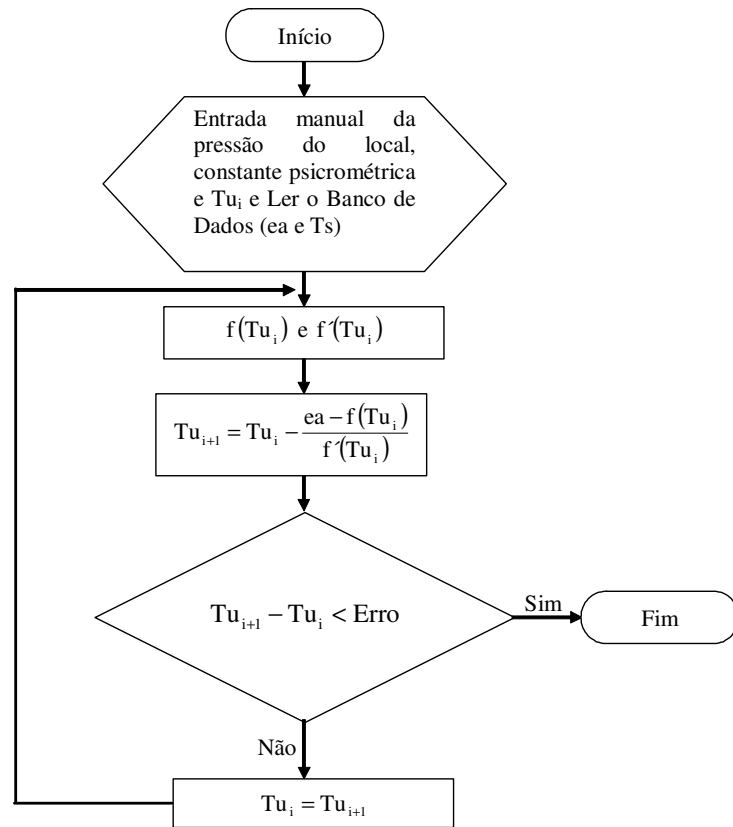 Início
Entrada manual da
pressão do local,
constante psicrométrica
e Tuᵢ e Ler o Banco de
Dados (ea e Ts)
f(Tuᵢ) e f´(Tuᵢ)
Tuᵢ₊₁ = Tuᵢ − (ea − f(Tuᵢ)) / f´(Tuᵢ)
Tuᵢ₊₁ − Tuᵢ < Erro
Sim
Fim
Não
Tuᵢ = Tuᵢ₊₁